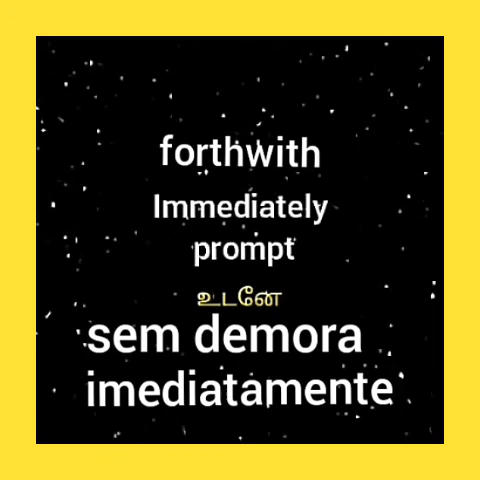 forthwith
Immediately
prompt
உடனே
sem demora
imediatamente